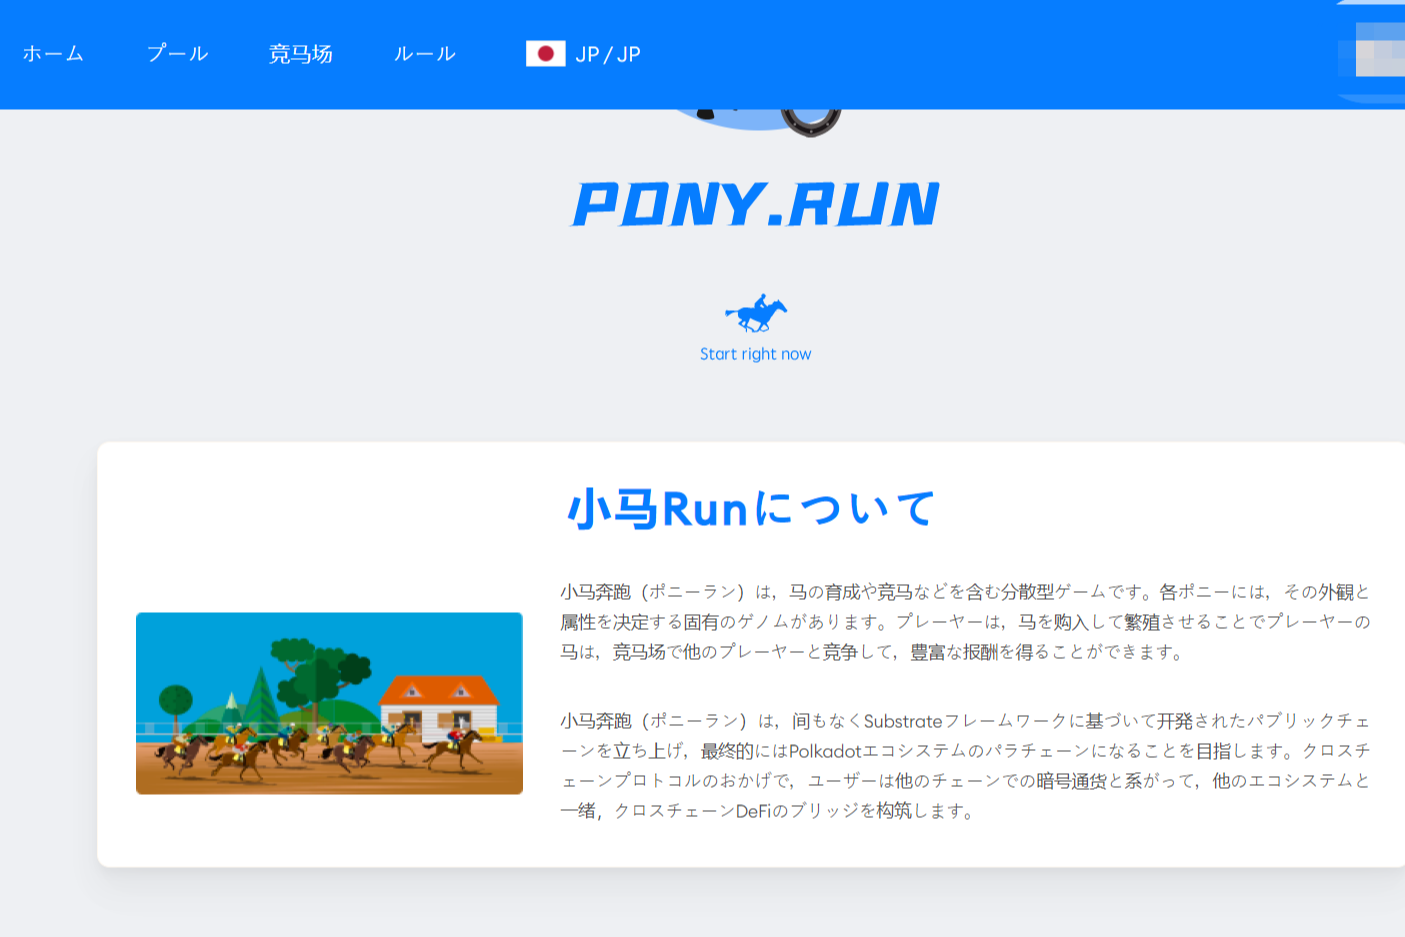 ホーム
プール
竞马场
ルール
JP / JP
PONY.RUN
Start right now
小马Runについて
小马奔跑（ポニーラン）は，马の育成や竞马などを含む分散型ゲームです。各ポニーには，その外観と
属性を决定する固有のゲノムがあります。プレーヤーは，马を购入して繁殖させることでプレーヤーの
马は，竞马场で他のプレーヤーと竞争して，豊富な报酬を得ることができます。
小马奔跑（ポニーラン）は，间もなくSubstrateフレームワークに基づいて开発されたパブリックチェ
ーンを立ち上げ，最终的にはPolkadotエコシステムのパラチェーンになることを目指します。クロスチ
ェーンプロトコルのおかげで，ユーザーは他のチェーンでの暗号通货と系がって，他のエコシステムと
一绪，クロスチェーンDeFiのブリッジを构筑します。